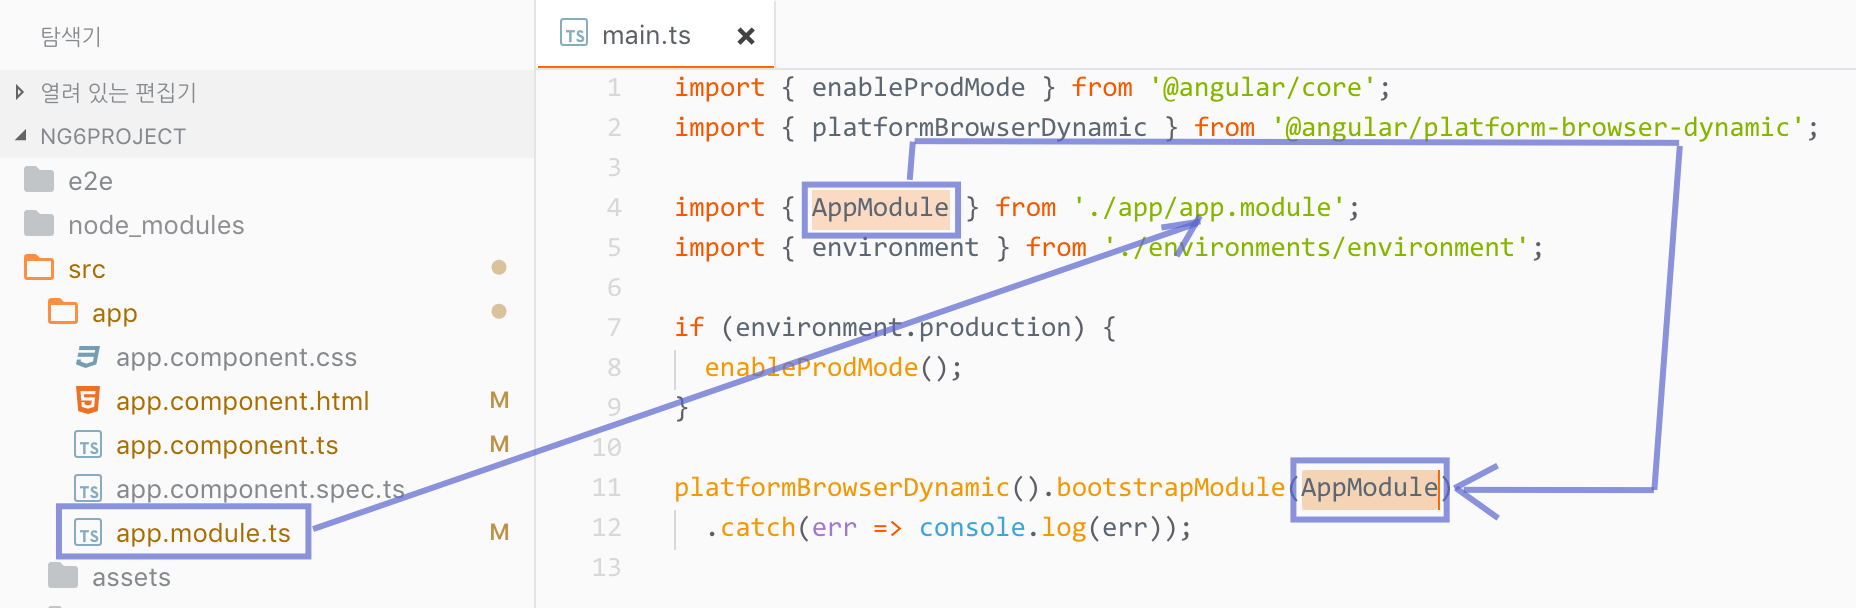 탐색기
열려 있는 편집기
NG6PROJECT
e2e
node_modules
src
app
app.component.css
app.component.html M
app.component.ts M
app.component.spec.ts
app.module.ts M
assets
main.ts
1 import { enableProdMode } from '@angular/core';
2 import { platformBrowserDynamic } from '@angular/platform-browser-dynamic';
3
4 import { AppModule } from './app/app.module';
5 import { environment } from './environments/environment';
6
7 if (environment.production) {
8 enableProdMode();
9 }
10
11 platformBrowserDynamic().bootstrapModule(AppModule)
12 .catch(err => console.log(err));
13